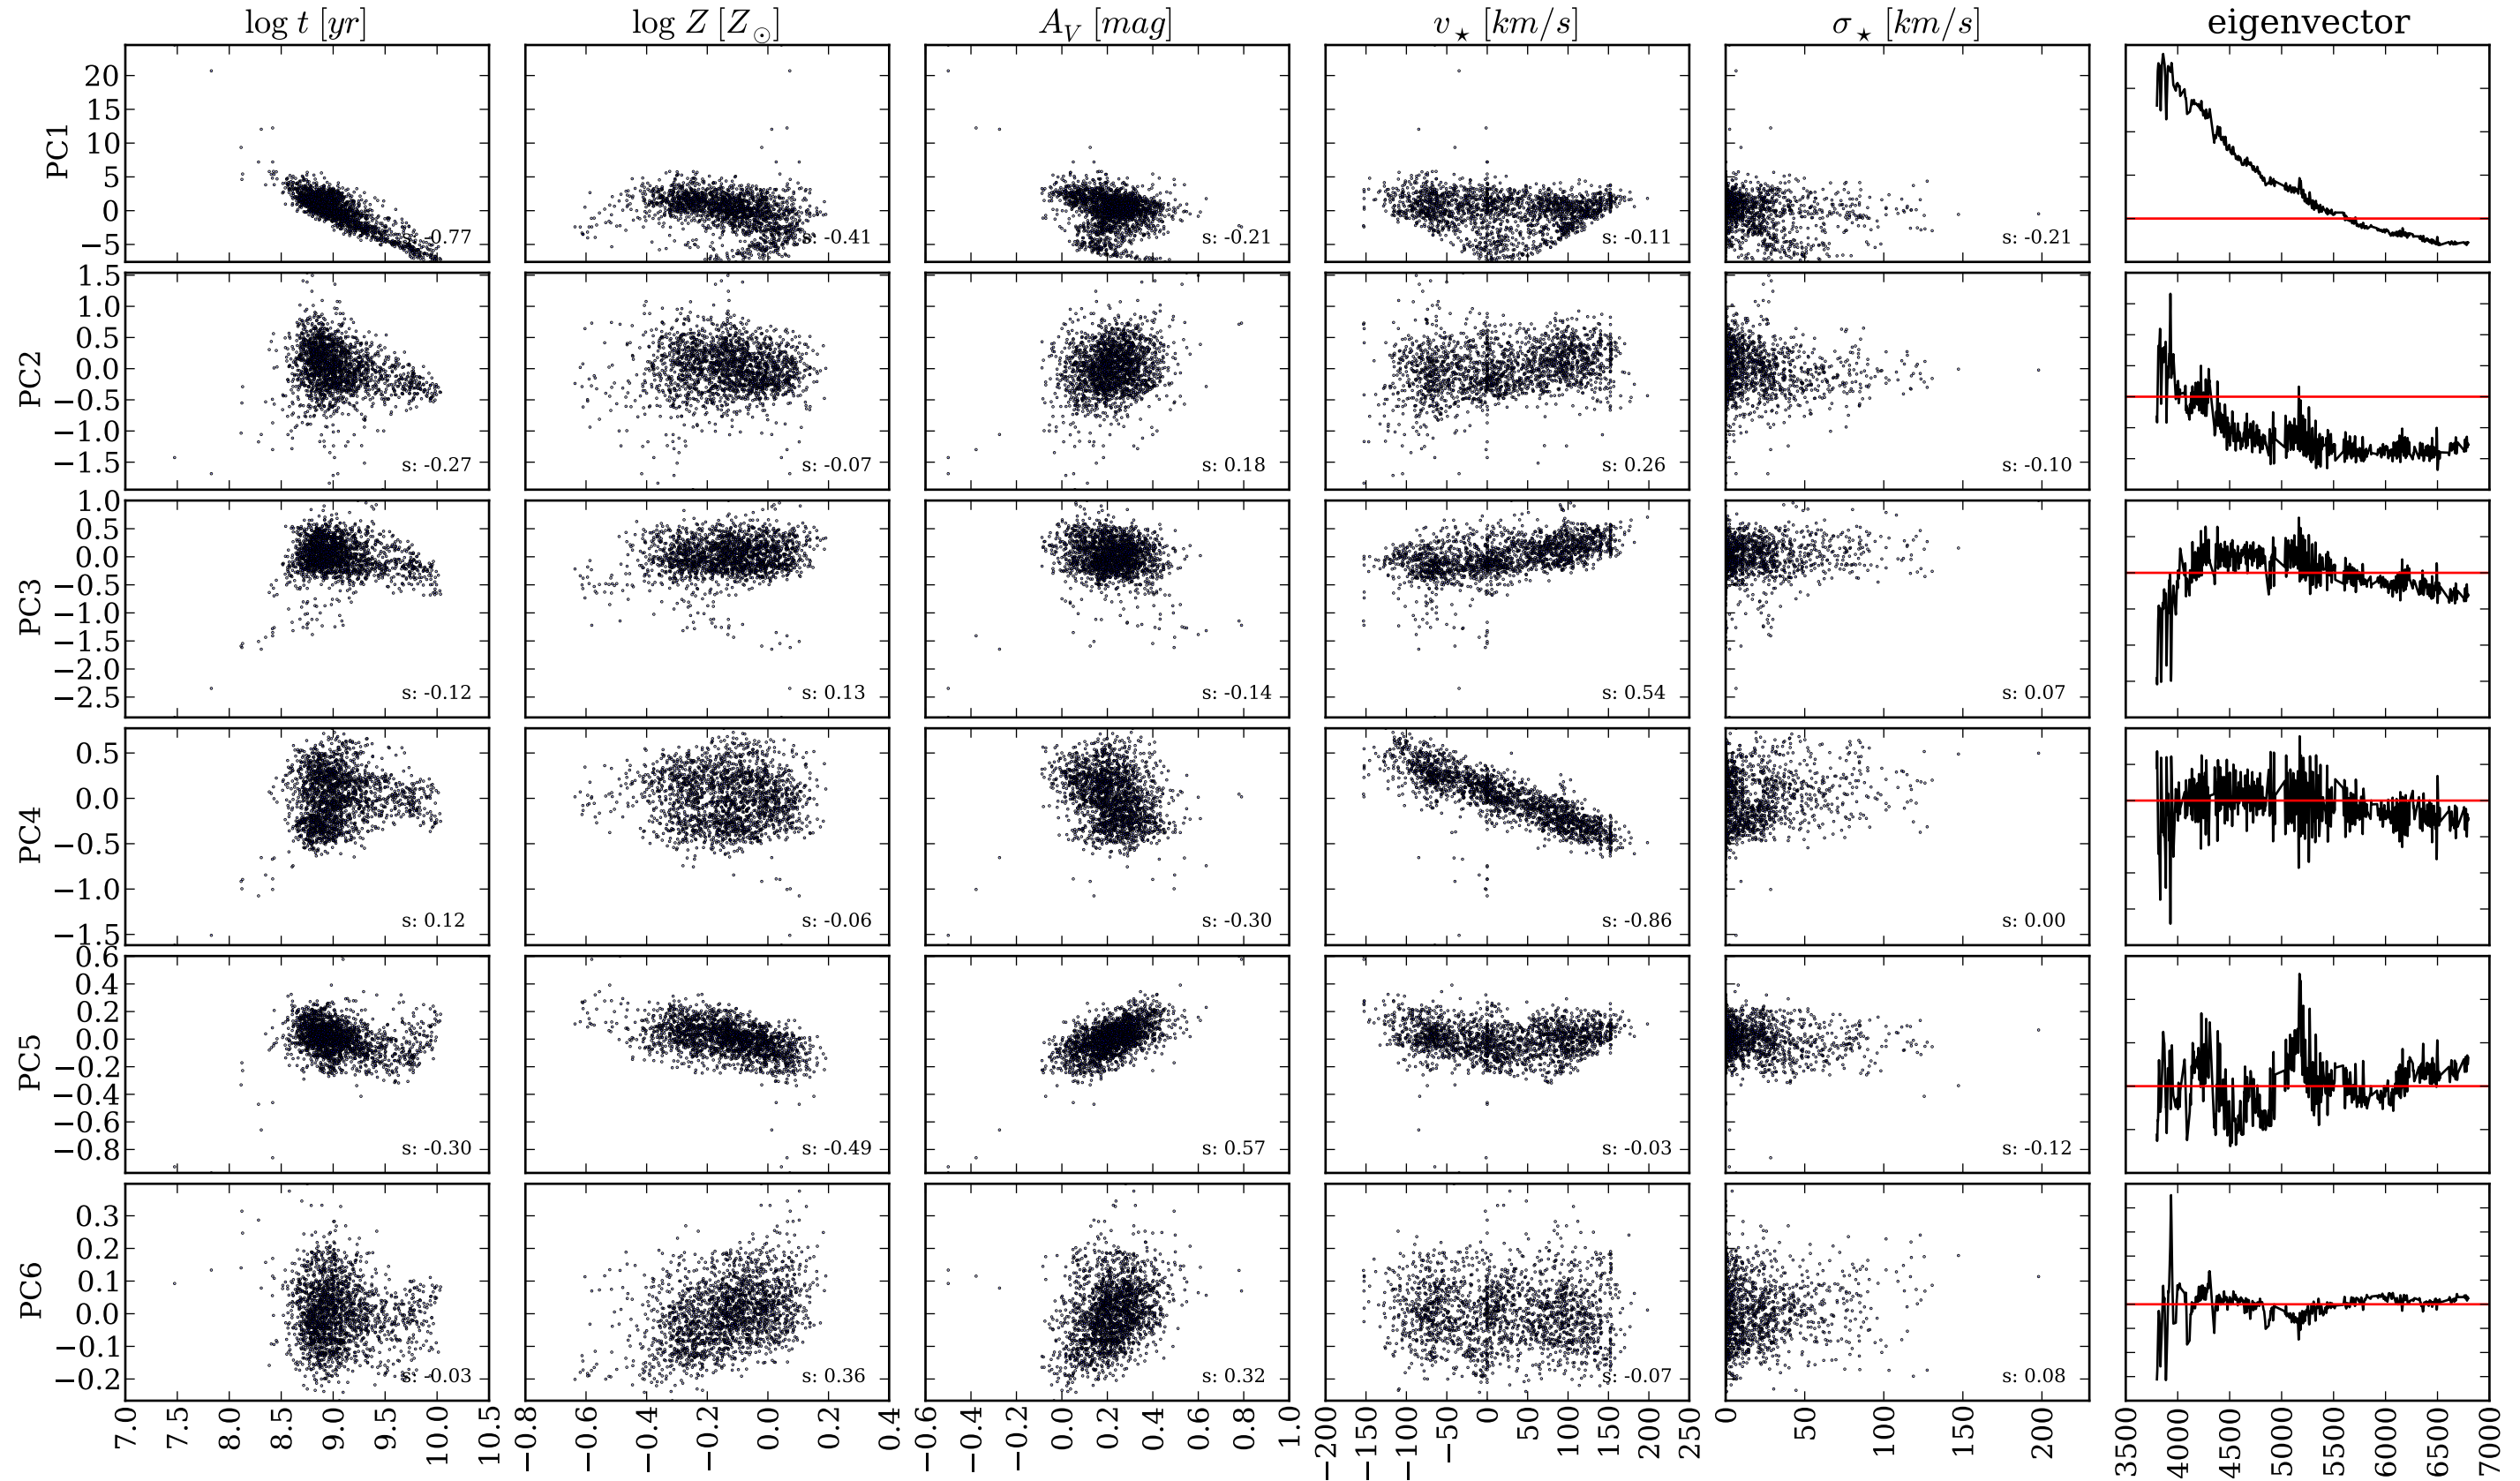 log t [yr] log Z [Z⊙] A_V [mag] v⋆ [km/s] σ⋆ [km/s] eigenvector
PC1
20
15
10
5
0
−5
s: -0.77 s: -0.41 s: -0.21 s: -0.11 s: -0.21
PC2
1.5
1.0
0.5
0.0
−0.5
−1.0
−1.5
s: -0.27 s: -0.07 s: 0.18 s: 0.26 s: -0.10
PC3
1.0
0.5
0.0
−0.5
−1.0
−1.5
−2.0
−2.5
s: -0.12 s: 0.13 s: -0.14 s: 0.54 s: 0.07
PC4
0.5
0.0
−0.5
−1.0
−1.5
s: 0.12 s: -0.06 s: -0.30 s: -0.86 s: 0.00
PC5
0.6
0.4
0.2
0.0
−0.2
−0.4
−0.6
−0.8
s: -0.30 s: -0.49 s: 0.57 s: -0.03 s: -0.12
PC6
0.3
0.2
0.1
0.0
−0.1
−0.2
s: -0.03 s: 0.36 s: 0.32 s: -0.07 s: 0.08
7.0 7.5 8.0 8.5 9.0 9.5 10.0 10.5 −0.8 −0.6 −0.4 −0.2 0.0 0.2 0.4 −0.6 −0.4 −0.2 0.0 0.2 0.4 0.6 0.8 1.0 −200 −150 −100 −50 0 50 100 150 200 250 0 50 100 150 200 3500 4000 4500 5000 5500 6000 6500 7000